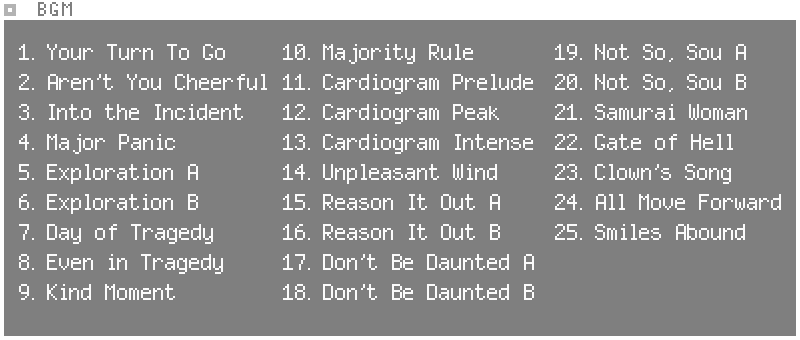 BGM
1. Your Turn To Go
2. Aren't You Cheerful
3. Into the Incident
4. Major Panic
5. Exploration A
6. Exploration B
7. Day of Tragedy
8. Even in Tragedy
9. Kind Moment
10. Majority Rule
11. Cardiogram Prelude
12. Cardiogram Peak
13. Cardiogram Intense
14. Unpleasant Wind
15. Reason It Out A
16. Reason It Out B
17. Don't Be Daunted A
18. Don't Be Daunted B
19. Not So, Sou A
20. Not So, Sou B
21. Samurai Woman
22. Gate of Hell
23. Clown's Song
24. All Move Forward
25. Smiles Abound